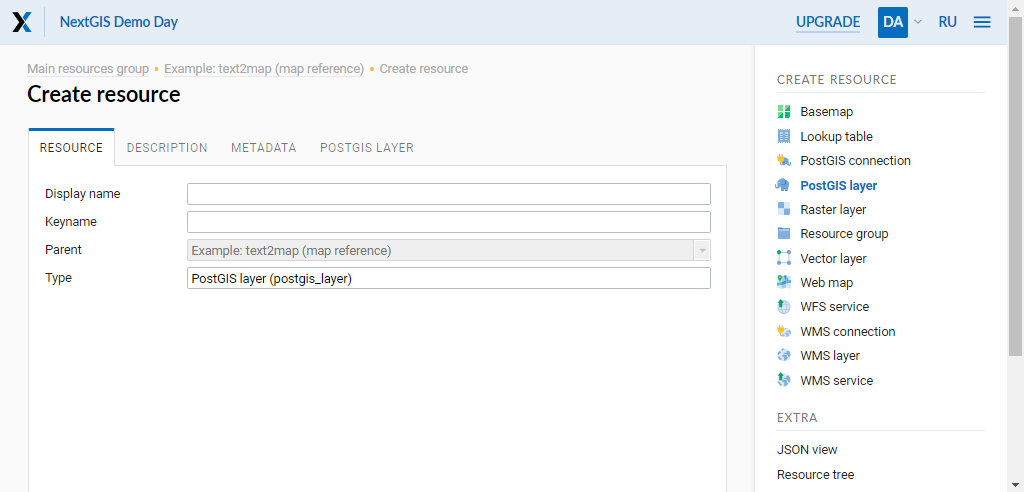 NextGIS Demo Day
UPGRADE
DA
RU
Main resources group • Example: text2map (map reference) • Create resource
Create resource
RESOURCE
DESCRIPTION
METADATA
POSTGIS LAYER
Display name
Keyname
Parent
Example: text2map (map reference)
Type
PostGIS layer (postgis_layer)
CREATE RESOURCE
Basemap
Lookup table
PostGIS connection
PostGIS layer
Raster layer
Resource group
Vector layer
Web map
WFS service
WMS connection
WMS layer
WMS service
EXTRA
JSON view
Resource tree